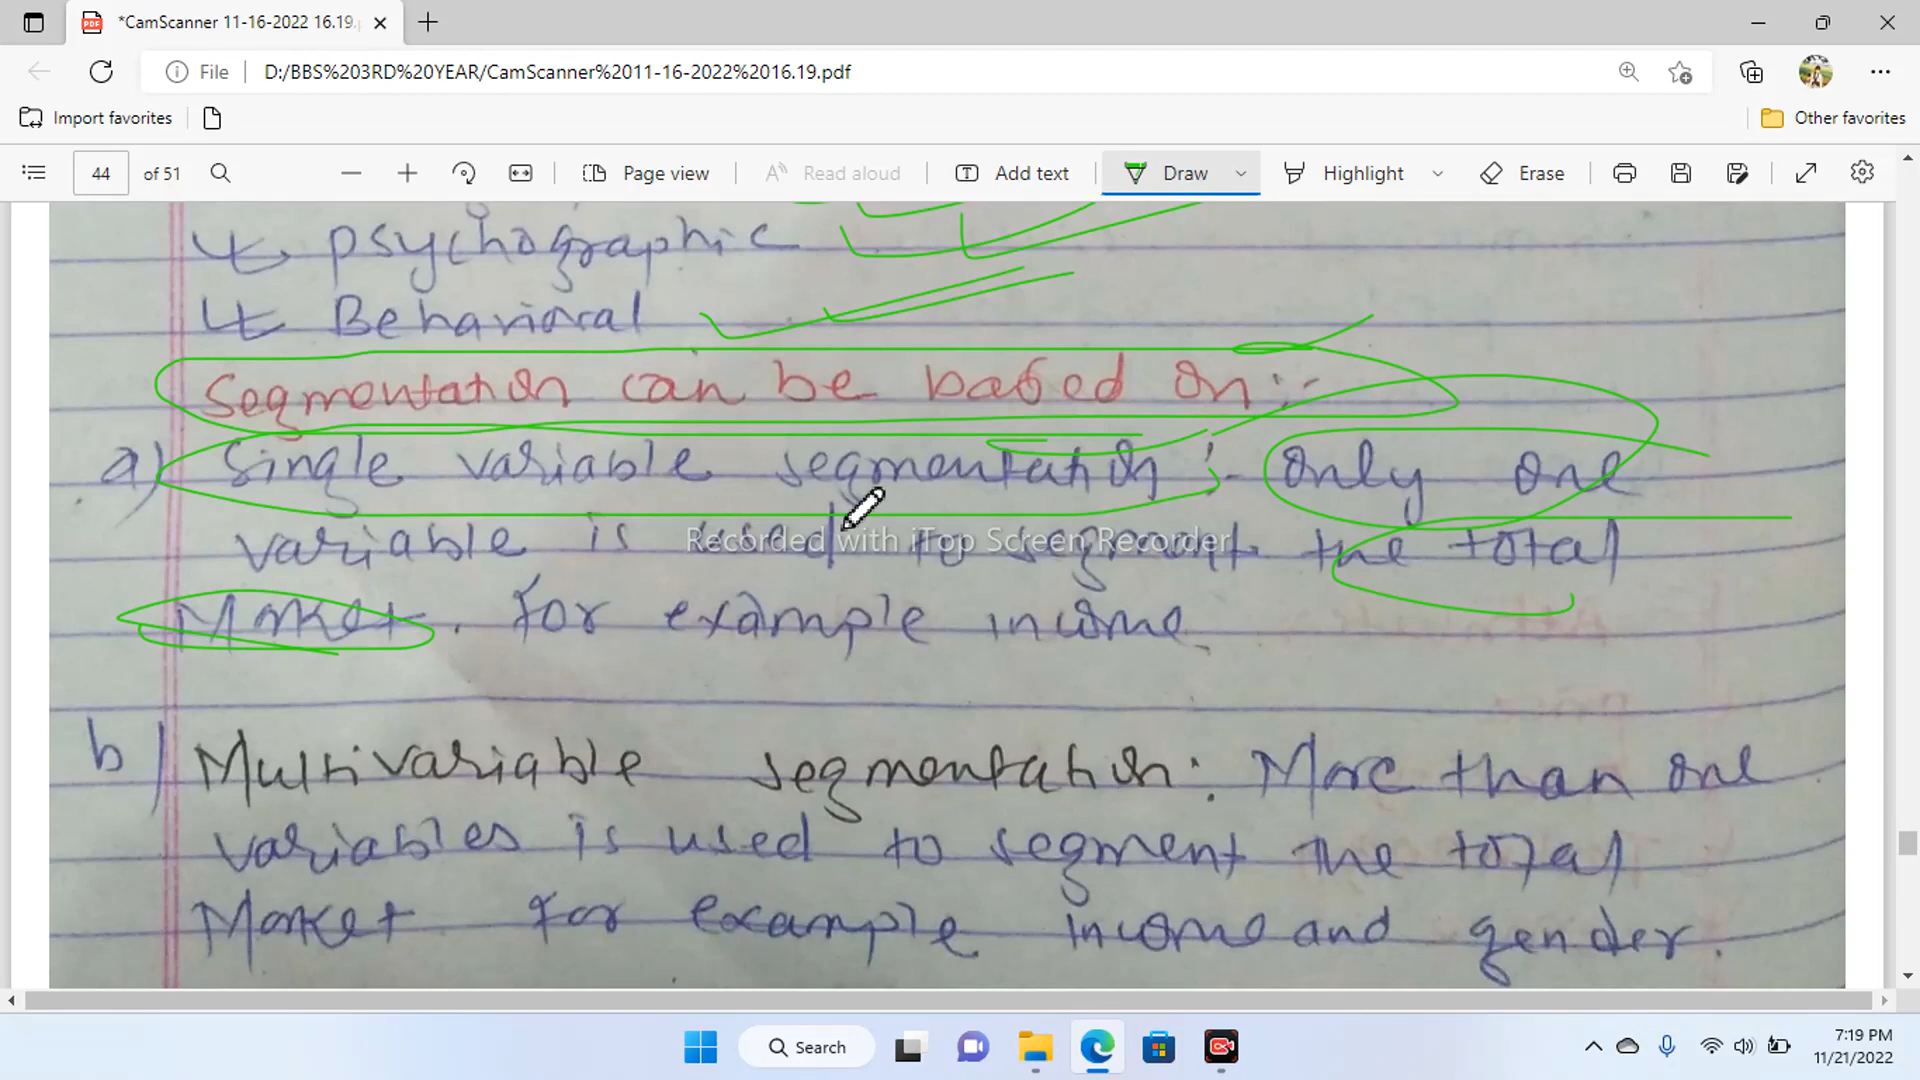 *CamScanner 11-16-2022 16.19.p
File
D:/BBS%203RD%20YEAR/CamScanner%2011-16-2022%2016.19.pdf
Import favorites
Other favorites
44 of 51
Page view
Read aloud
Add text
Draw
Highlight
Erase
Psychographic
Behavioral
Segmentation can be based on:-
a) Single variable segmentation :- Only one
variable is used to segment the total
Market. For example income.
Recorded with iTop Screen Recorder
b) Multivariable segmentation: More than one
variables is used to segment the total
Market for example income and gender.
Search
7:19 PM
11/21/2022